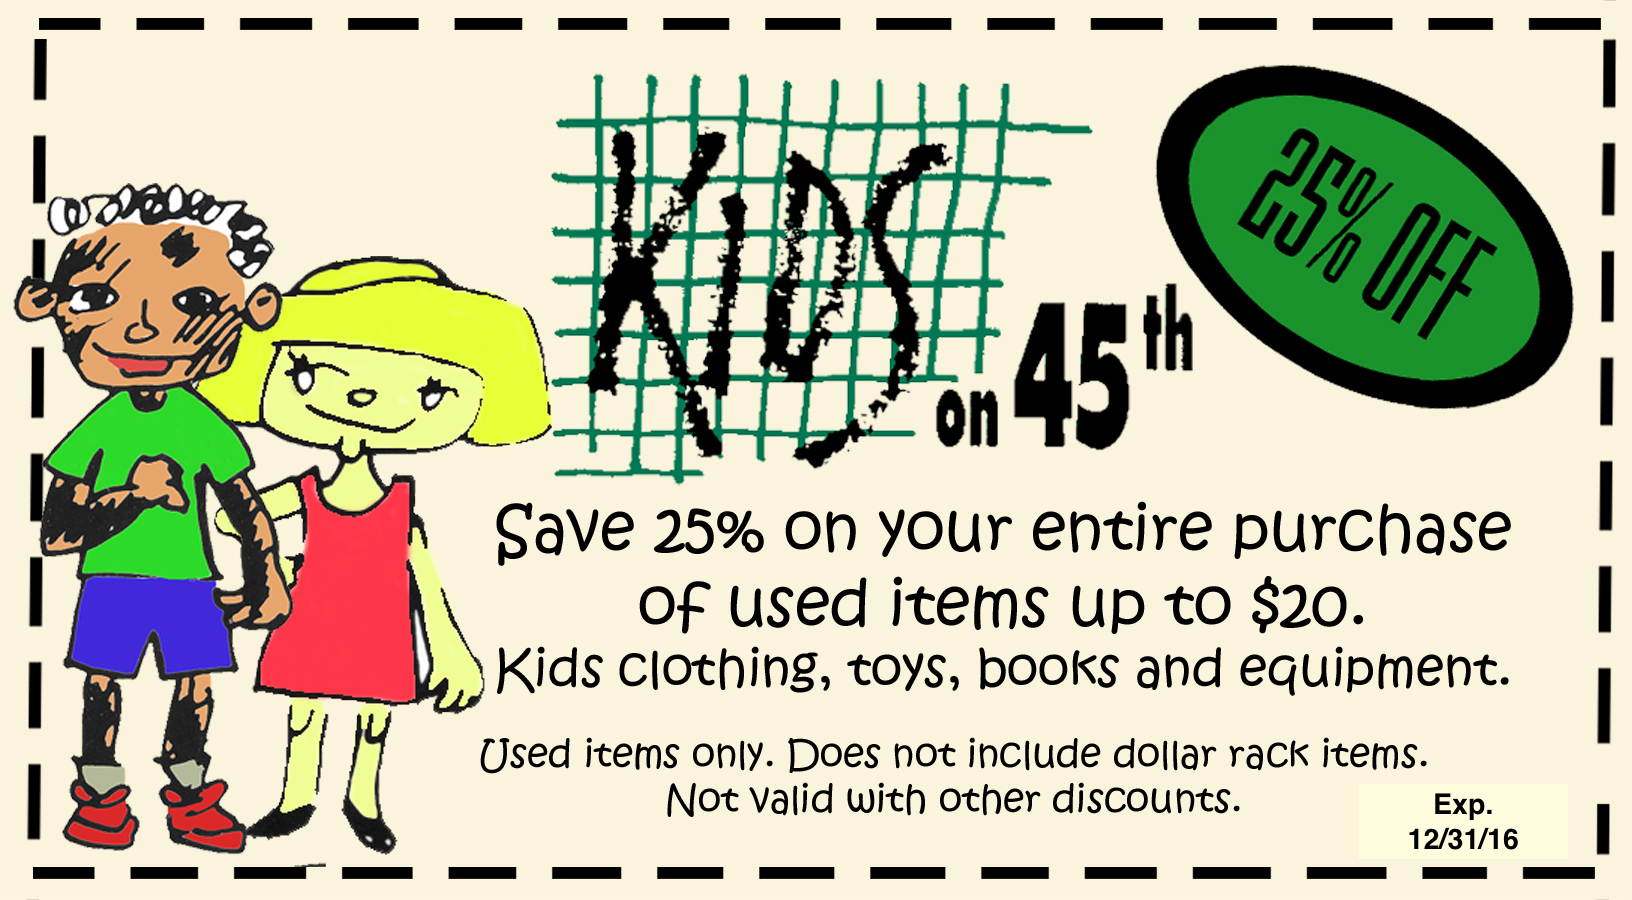 KIDS
on 45th
25% OFF
Save 25% on your entire purchase
of used items up to $20.
Kids clothing, toys, books and equipment.
Used items only. Does not include dollar rack items.
Not valid with other discounts.
Exp.
12/31/16